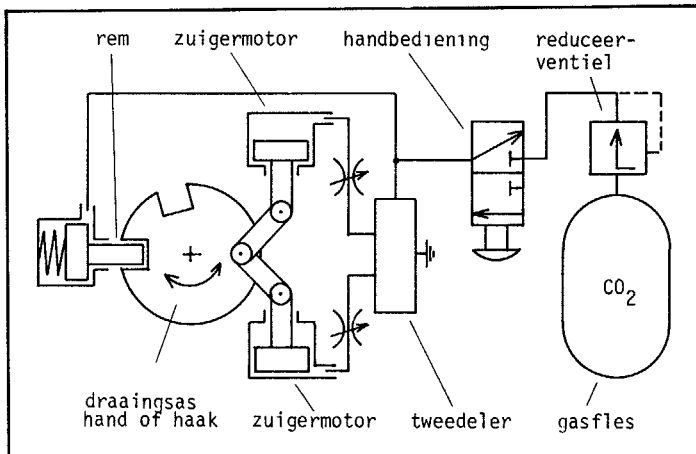 rem
zuigermotor
handbediening
reduceer-
ventiel
CO2
draaingsas
hand of haak
zuigermotor
tweedeler
gasfles